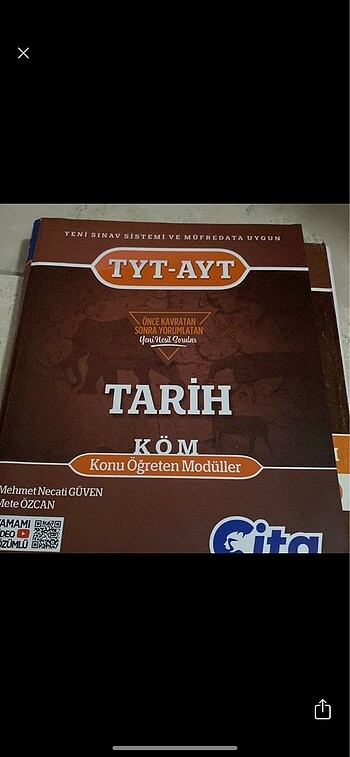 YENİ SINAV SİSTEMİ VE MÜFREDATA UYGUN
TYT-AYT
ÖNCE KAVRATAN
SONRA YORUMLATAN
Yeni Nesil Sorular
TARİH
KÖM
Konu Öğreten Modüller
Mehmet Necati GÜVEN
Mete ÖZCAN
TAMAMI
VİDEO
ÇÖZÜMLÜ
Çita